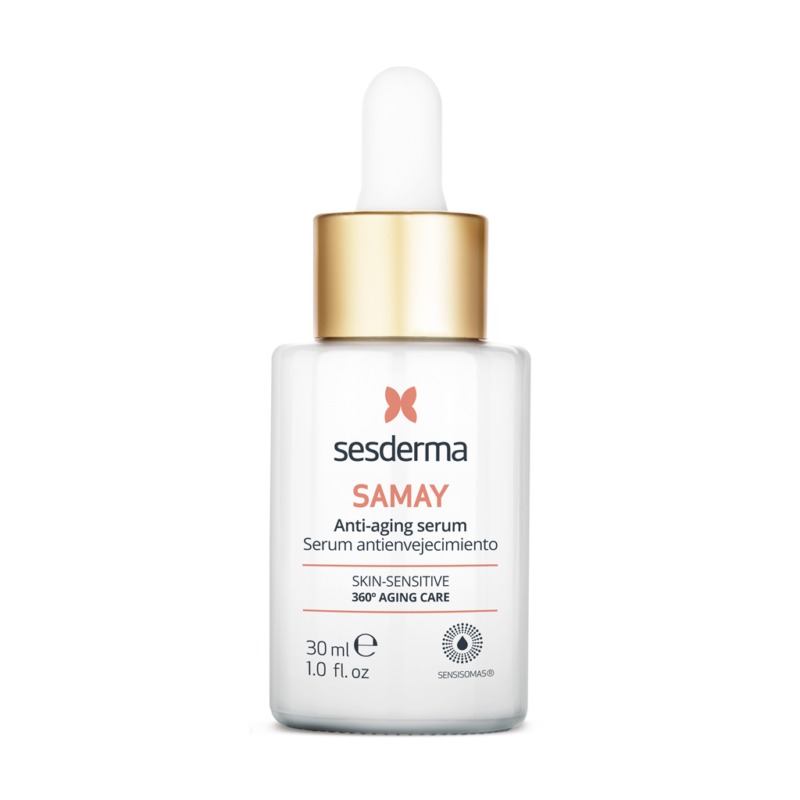 sesderma
SAMAY
Anti-aging serum
Serum antienvejecimiento
SKIN-SENSITIVE
360º AGING CARE
30 ml ℮
1.0 fl. oz
SENSISOMAS®